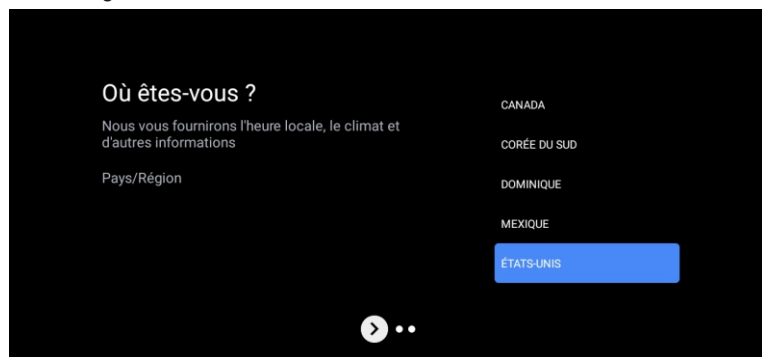 Où êtes-vous ?
Nous vous fournirons l'heure locale, le climat et
d'autres informations
Pays/Région
CANADA
CORÉE DU SUD
DOMINIQUE
MEXIQUE
ÉTATS-UNIS